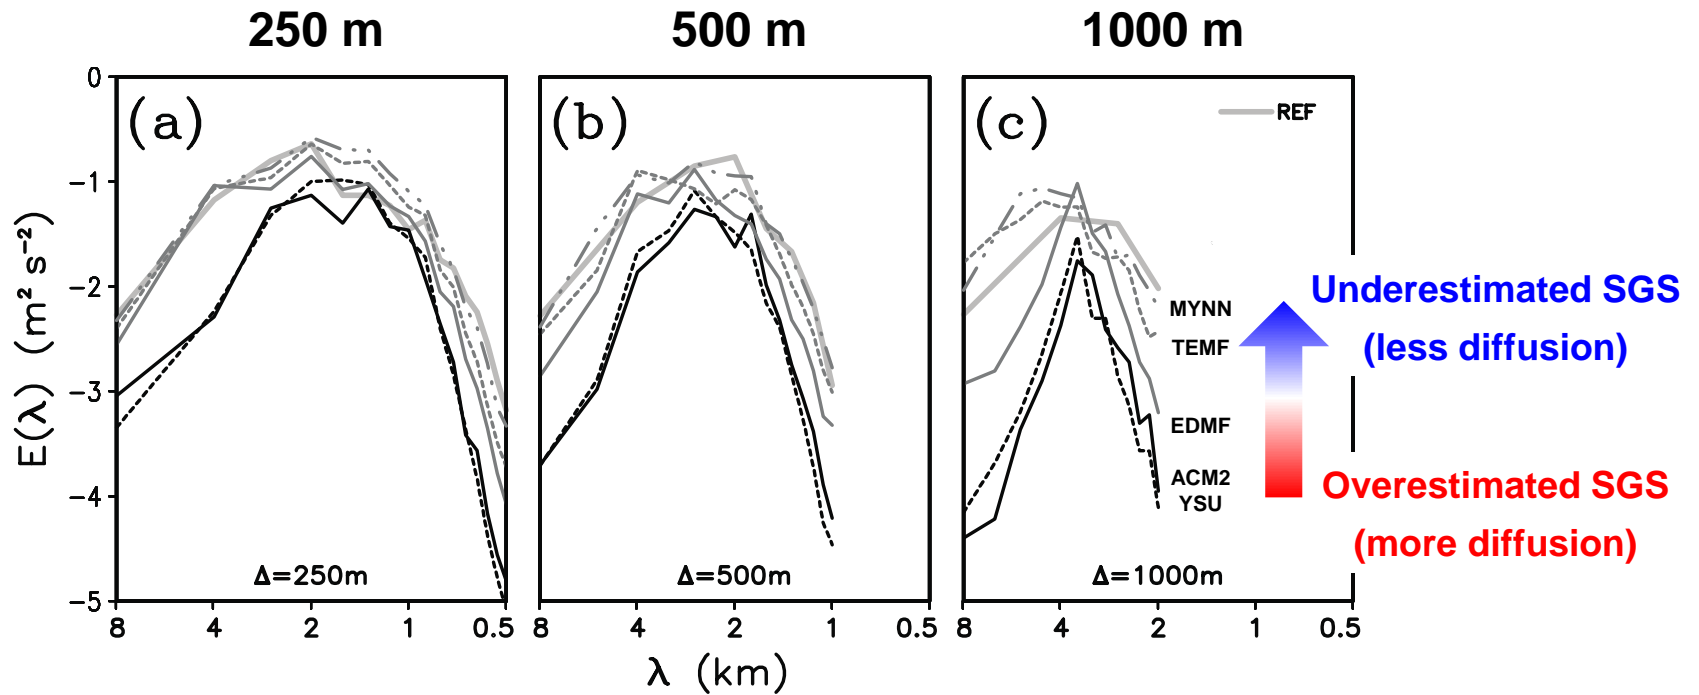 250 m 500 m 1000 m
(a) (b) (c)
REF
0
−1
−2
−3
−4
−5
E(λ) (m² s⁻²)
MYNN
TEMF
EDMF
ACM2
YSU
Underestimated SGS
(less diffusion)
Overestimated SGS
(more diffusion)
Δ=250m Δ=500m Δ=1000m
8 4 2 1 0.5 8 4 2 1 0.5 8 4 2 1 0.5
λ (km)